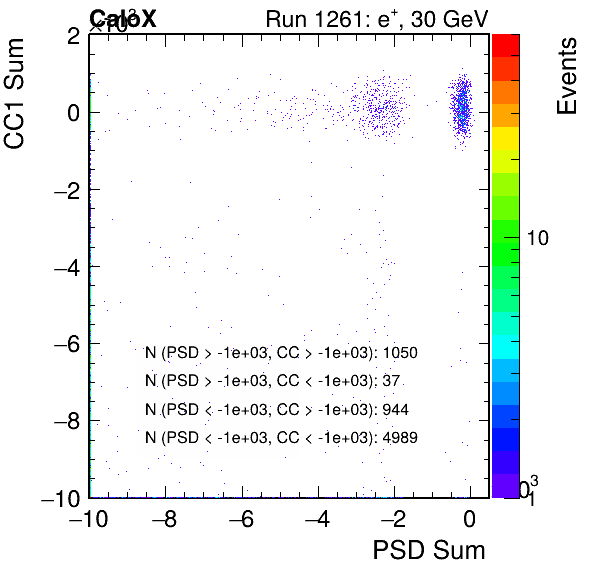 CaloX
×10³
Run 1261: e⁺, 30 GeV
CC1 Sum
Events
2
0
−2
−4
−6
−8
−10
10
1
N (PSD > -1e+03, CC > -1e+03): 1050
N (PSD > -1e+03, CC < -1e+03): 37
N (PSD < -1e+03, CC > -1e+03): 944
N (PSD < -1e+03, CC < -1e+03): 4989
−10 −8 −6 −4 −2 0
PSD Sum